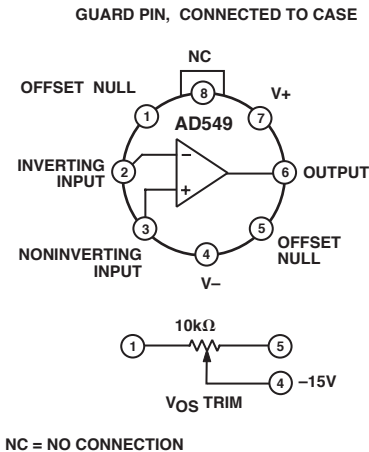 GUARD PIN, CONNECTED TO CASE
NC
OFFSET NULL
8
V+
1
7
AD549
INVERTING
INPUT
2
−
6
OUTPUT
+
3
5
OFFSET
NULL
NONINVERTING
INPUT
4
V−
10kΩ
1
5
4
−15V
VOS TRIM
NC = NO CONNECTION